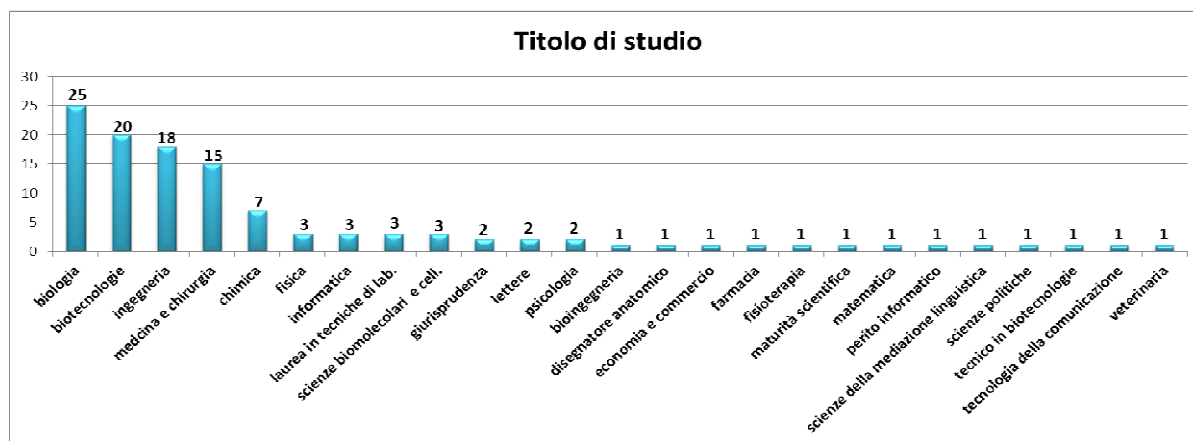 Titolo di studio
30
25
20
15
10
5
0
25
20
18
15
7
3
3
3
3
2
2
2
1
1
1
1
1
1
1
1
1
1
1
1
1
biologia
biotecnologie
ingegneria
medcina e chirurgia
chimica
fisica
informatica
laurea in tecniche di lab.
scienze biomolecolari e cell.
giurisprudenza
lettere
psicologia
bioingegneria
disegnatore anatomico
economia e commercio
farmacia
fisioterapia
maturità scientifica
matematica
perito informatico
scienze della mediazione linguistica
scienze politiche
tecnico in biotecnologie
tecnologia della comunicazione
veterinaria